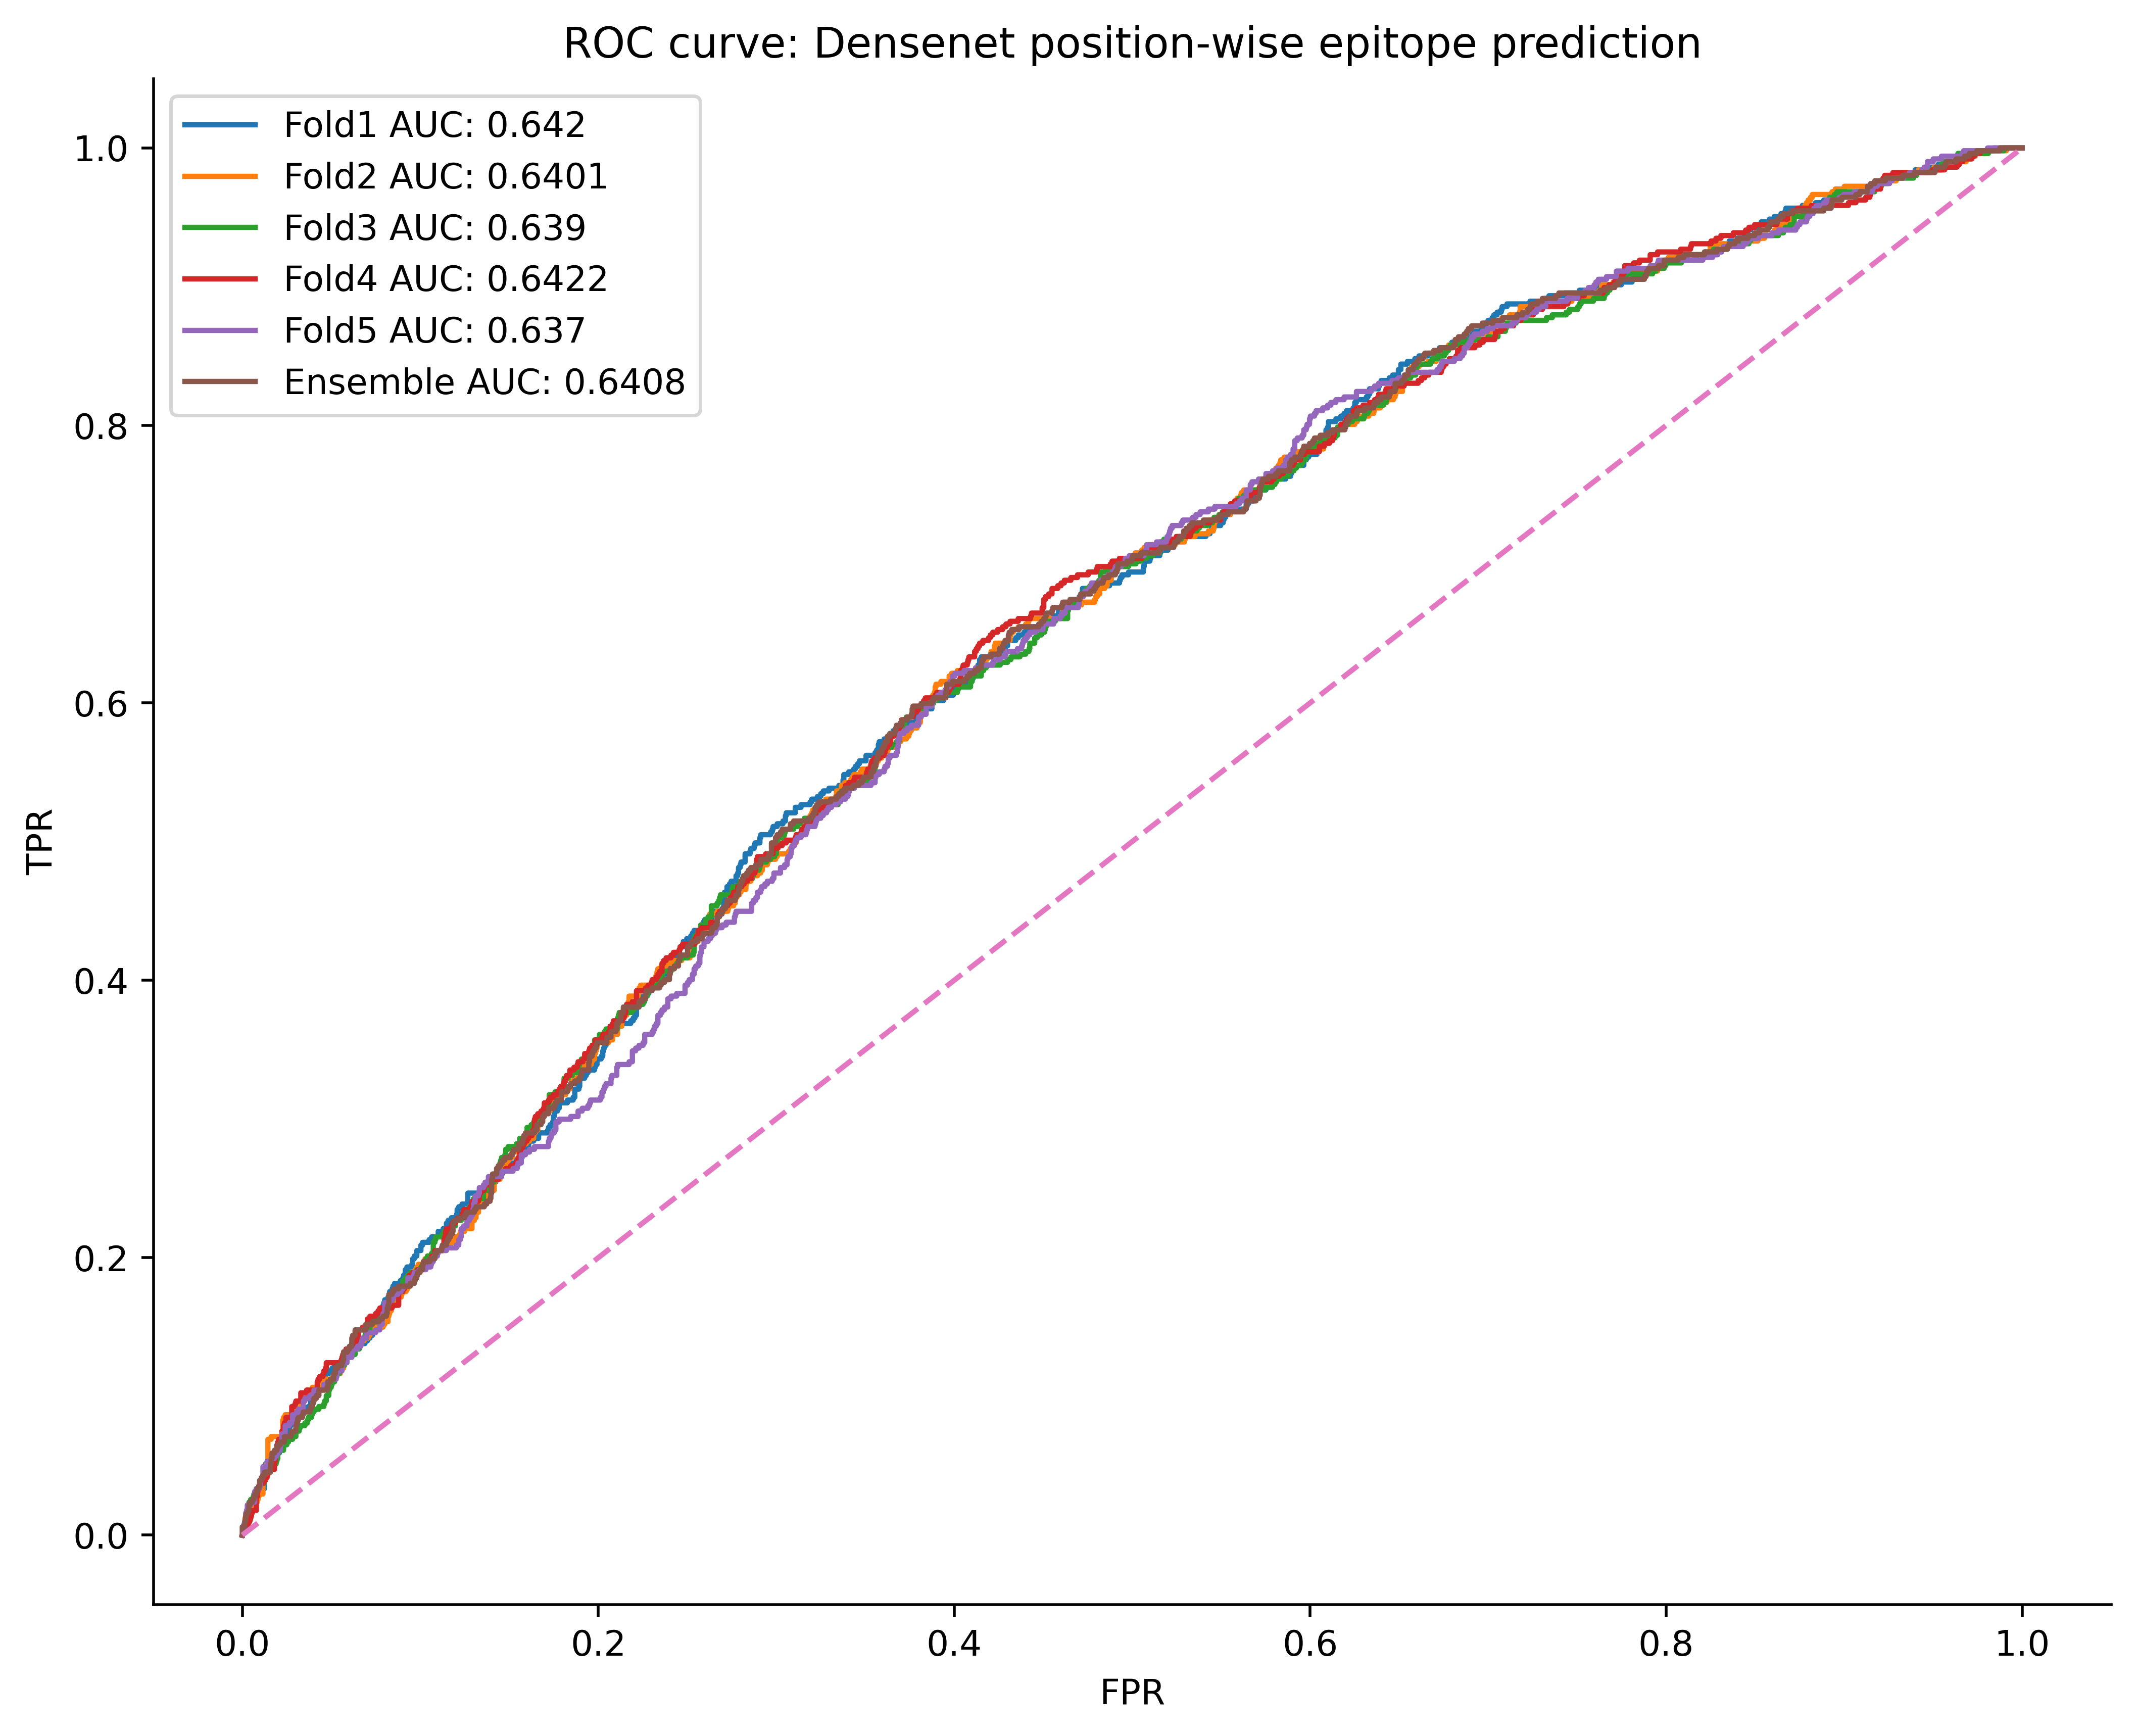 ROC curve: Densenet position-wise epitope prediction
Fold1 AUC: 0.642
Fold2 AUC: 0.6401
Fold3 AUC: 0.639
Fold4 AUC: 0.6422
Fold5 AUC: 0.637
Ensemble AUC: 0.6408
1.0
0.8
0.6
0.4
0.2
0.0
TPR
0.0 0.2 0.4 0.6 0.8 1.0
FPR